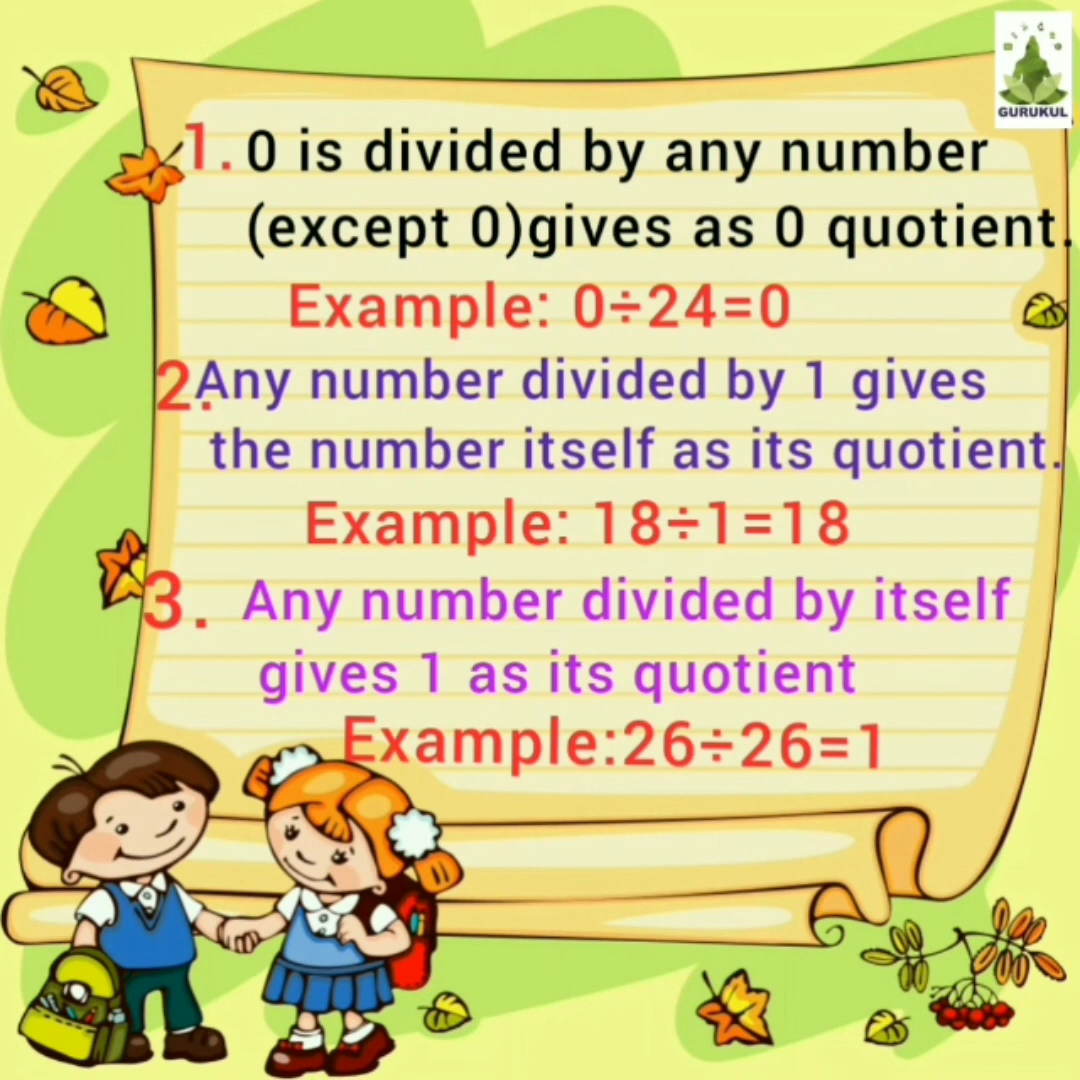 GURUKUL
1. 0 is divided by any number
(except 0)gives as 0 quotient.
Example: 0÷24=0
2.Any number divided by 1 gives
the number itself as its quotient.
Example: 18÷1=18
3. Any number divided by itself
gives 1 as its quotient
Example:26÷26=1